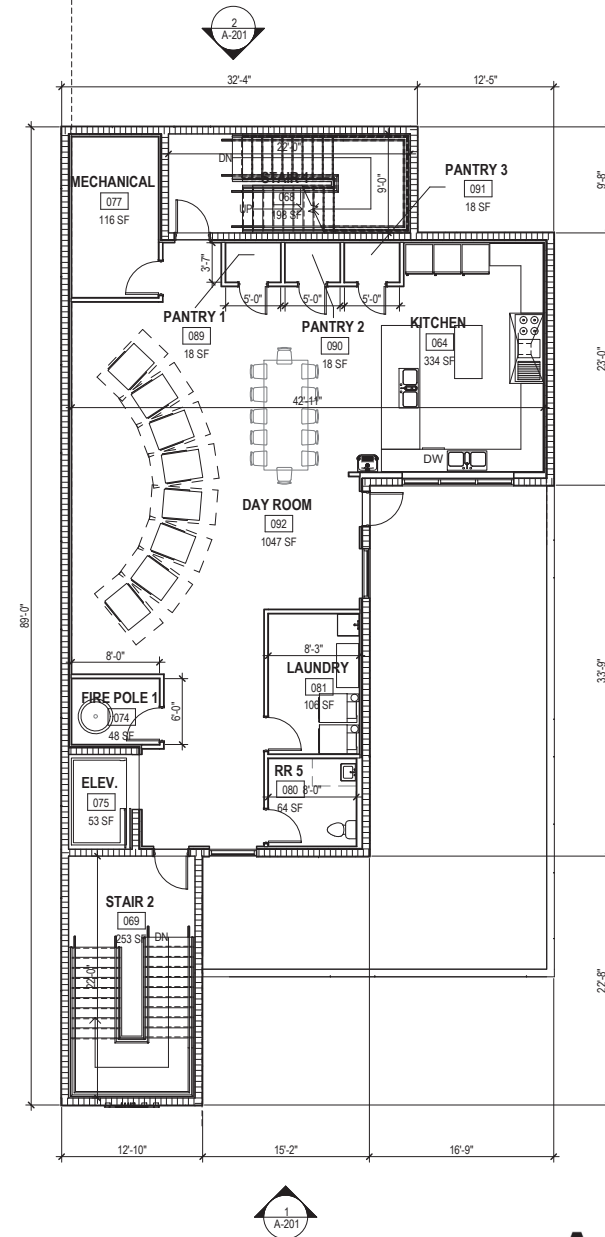 2
A-201
32'-4"
12'-5"
22'-0"
DN
STAIR 1
068
198 SF
UP
9'-0"
9'-8"
MECHANICAL
077
116 SF
PANTRY 3
091
18 SF
3'-7"
5'-0"
5'-0"
5'-0"
PANTRY 1
089
18 SF
PANTRY 2
090
18 SF
KITCHEN
064
334 SF
23'-0"
42'-11"
DW
DAY ROOM
092
1047 SF
89'-0"
8'-0"
FIRE POLE 1
074
48 SF
6'-0"
8'-3"
LAUNDRY
081
106 SF
33'-9"
ELEV.
075
53 SF
RR 5
080
8'-0"
64 SF
STAIR 2
069
253 SF
DN
22'-0"
22'-8"
12'-10"
15'-2"
16'-9"
1
A-201